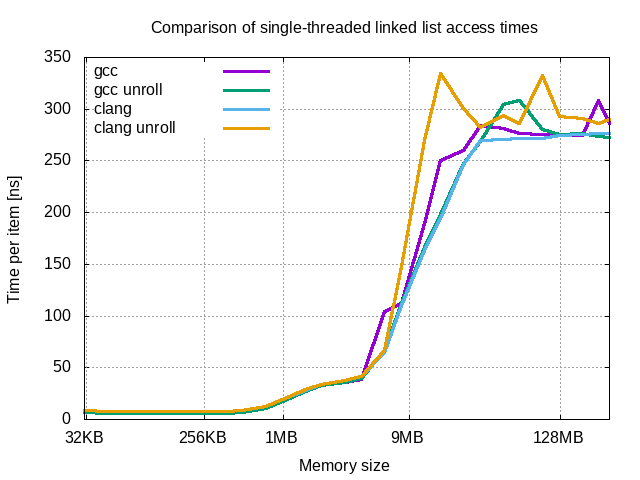 Comparison of single-threaded linked list access times
350
300
250
200
150
100
50
0
Time per item [ns]
gcc
gcc unroll
clang
clang unroll
32KB 256KB 1MB 9MB 128MB
Memory size